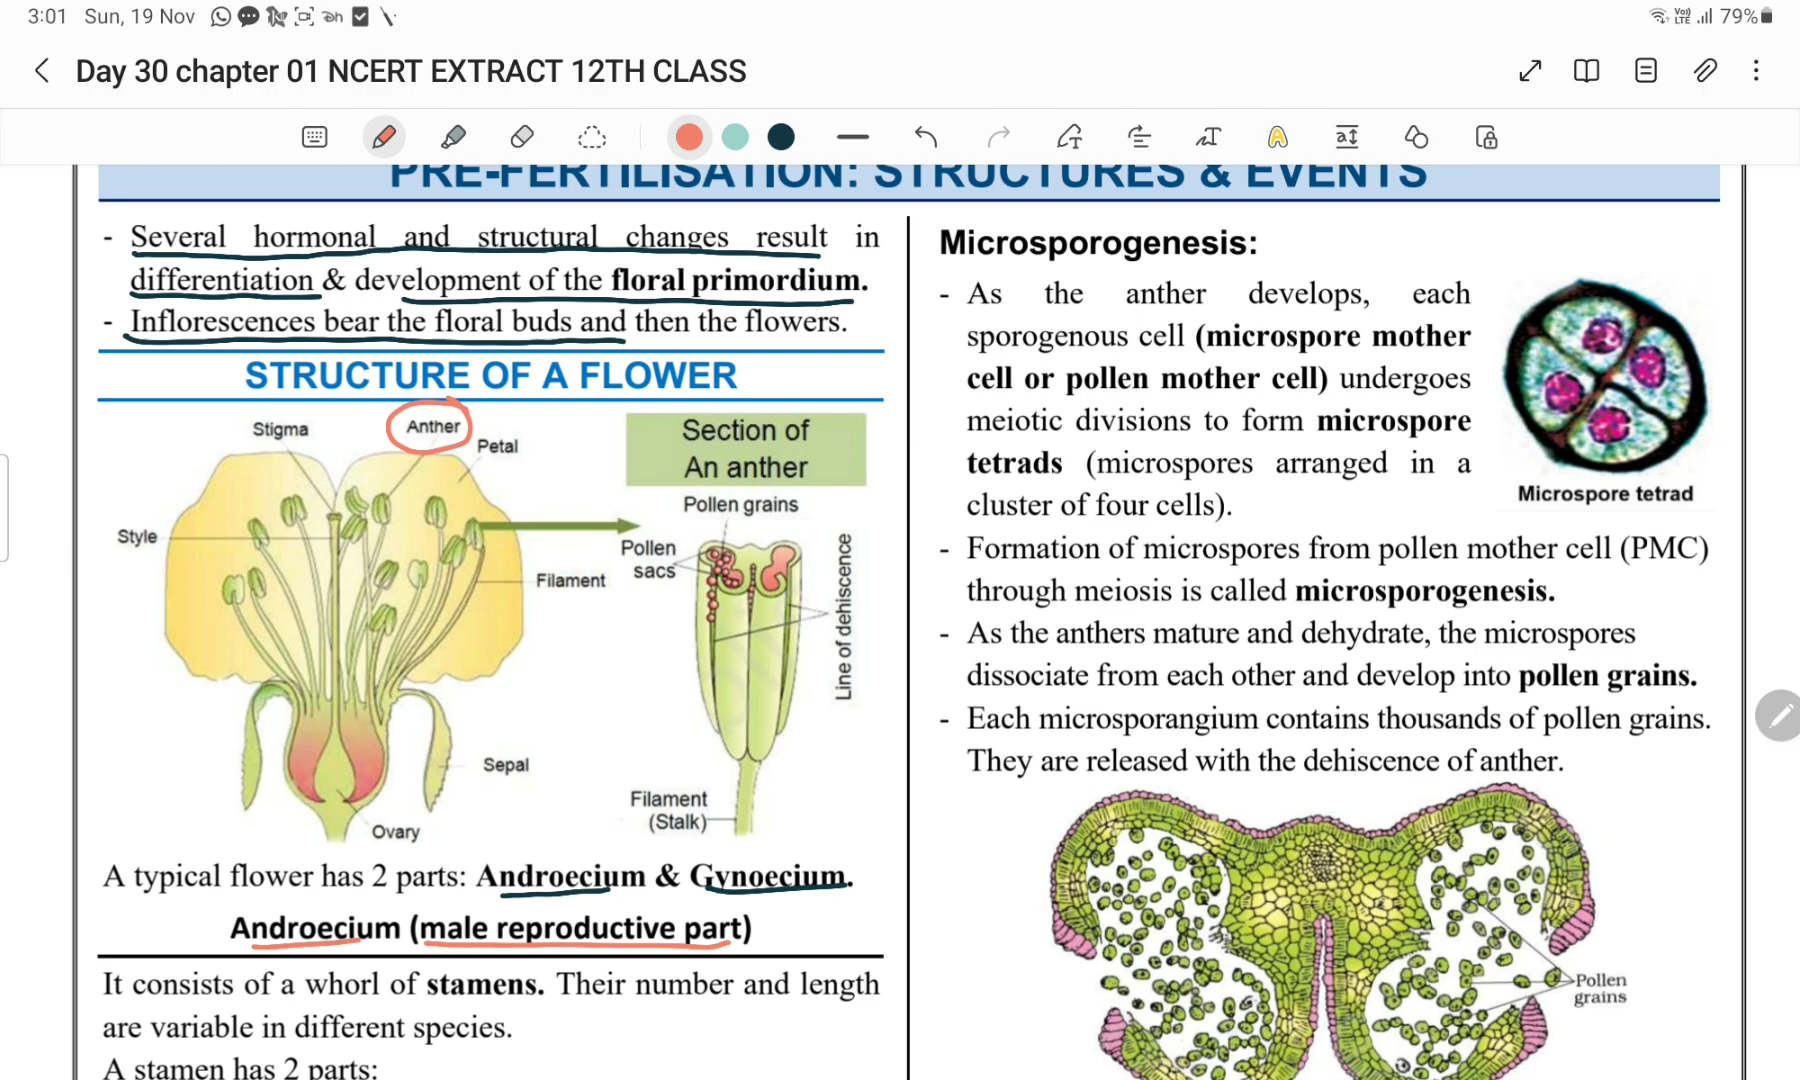 3:01 Sun, 19 Nov
Voi) LTE 79%
Day 30 chapter 01 NCERT EXTRACT 12TH CLASS
PRE-FERTILISATION: STRUCTURES & EVENTS
- Several hormonal and structural changes result in
differentiation & development of the floral primordium.
- Inflorescences bear the floral buds and then the flowers.
STRUCTURE OF A FLOWER
Stigma
Anther
Petal
Style
Filament
Sepal
Ovary
Section of
An anther
Pollen grains
Pollen
sacs
Line of dehiscence
Filament
(Stalk)
A typical flower has 2 parts: Androecium & Gynoecium.
Androecium (male reproductive part)
It consists of a whorl of stamens. Their number and length
are variable in different species.
A stamen has 2 parts:
Microsporogenesis:
- As the anther develops, each
sporogenous cell (microspore mother
cell or pollen mother cell) undergoes
meiotic divisions to form microspore
tetrads (microspores arranged in a
cluster of four cells).
Microspore tetrad
- Formation of microspores from pollen mother cell (PMC)
through meiosis is called microsporogenesis.
- As the anthers mature and dehydrate, the microspores
dissociate from each other and develop into pollen grains.
- Each microsporangium contains thousands of pollen grains.
They are released with the dehiscence of anther.
Pollen
grains